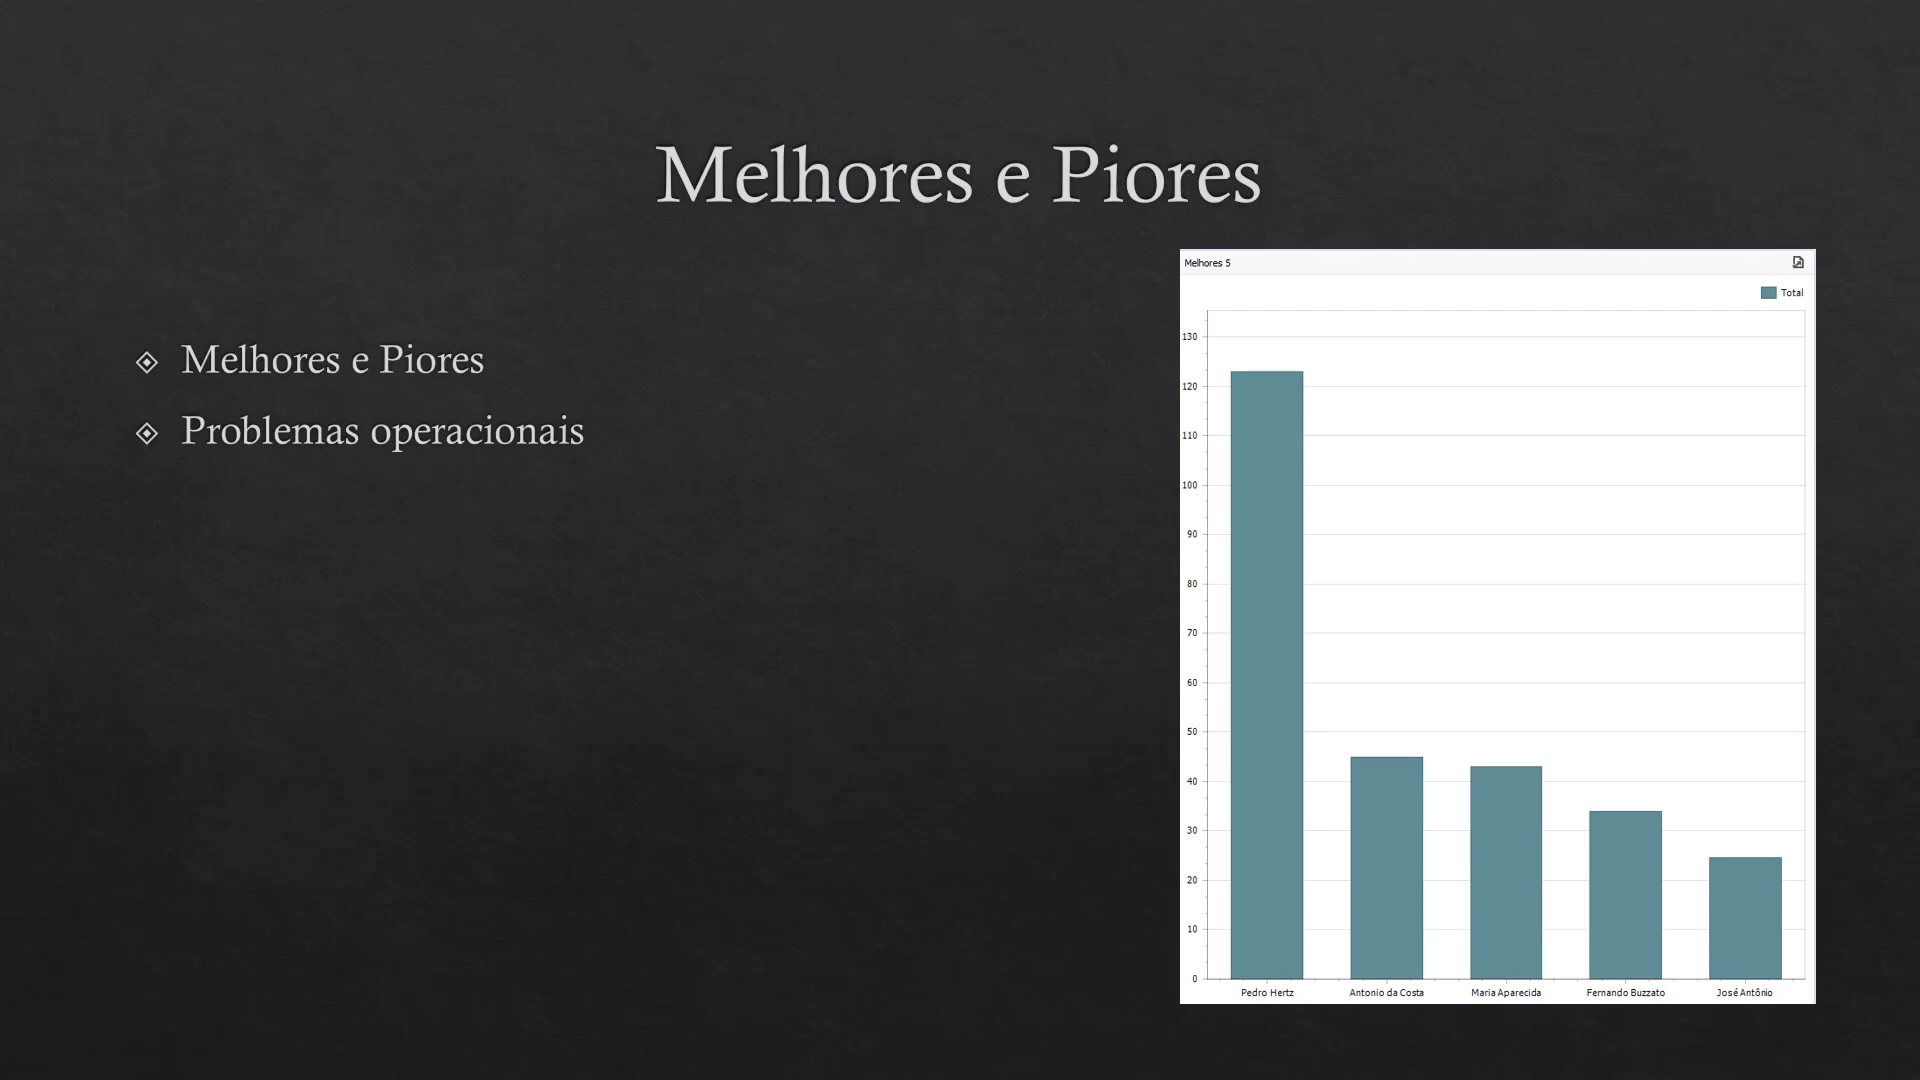 Melhores e Piores
Melhores e Piores
Problemas operacionais
Melhores 5
Total
130
120
110
100
90
80
70
60
50
40
30
20
10
0
Pedro Hertz Antonio da Costa Maria Aparecida Fernando Buzzato José Antônio